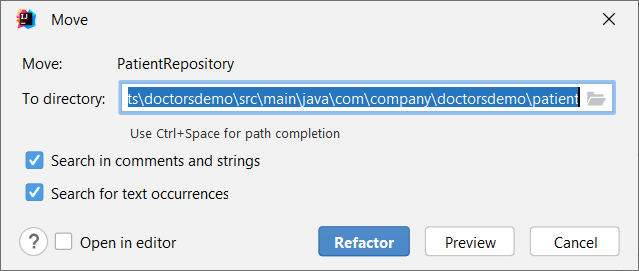 Move
Move: PatientRepository
To directory: ts\doctorsdemo\src\main\java\com\company\doctorsdemo\patient
Use Ctrl+Space for path completion
Search in comments and strings
Search for text occurrences
? Open in editor Refactor Preview Cancel